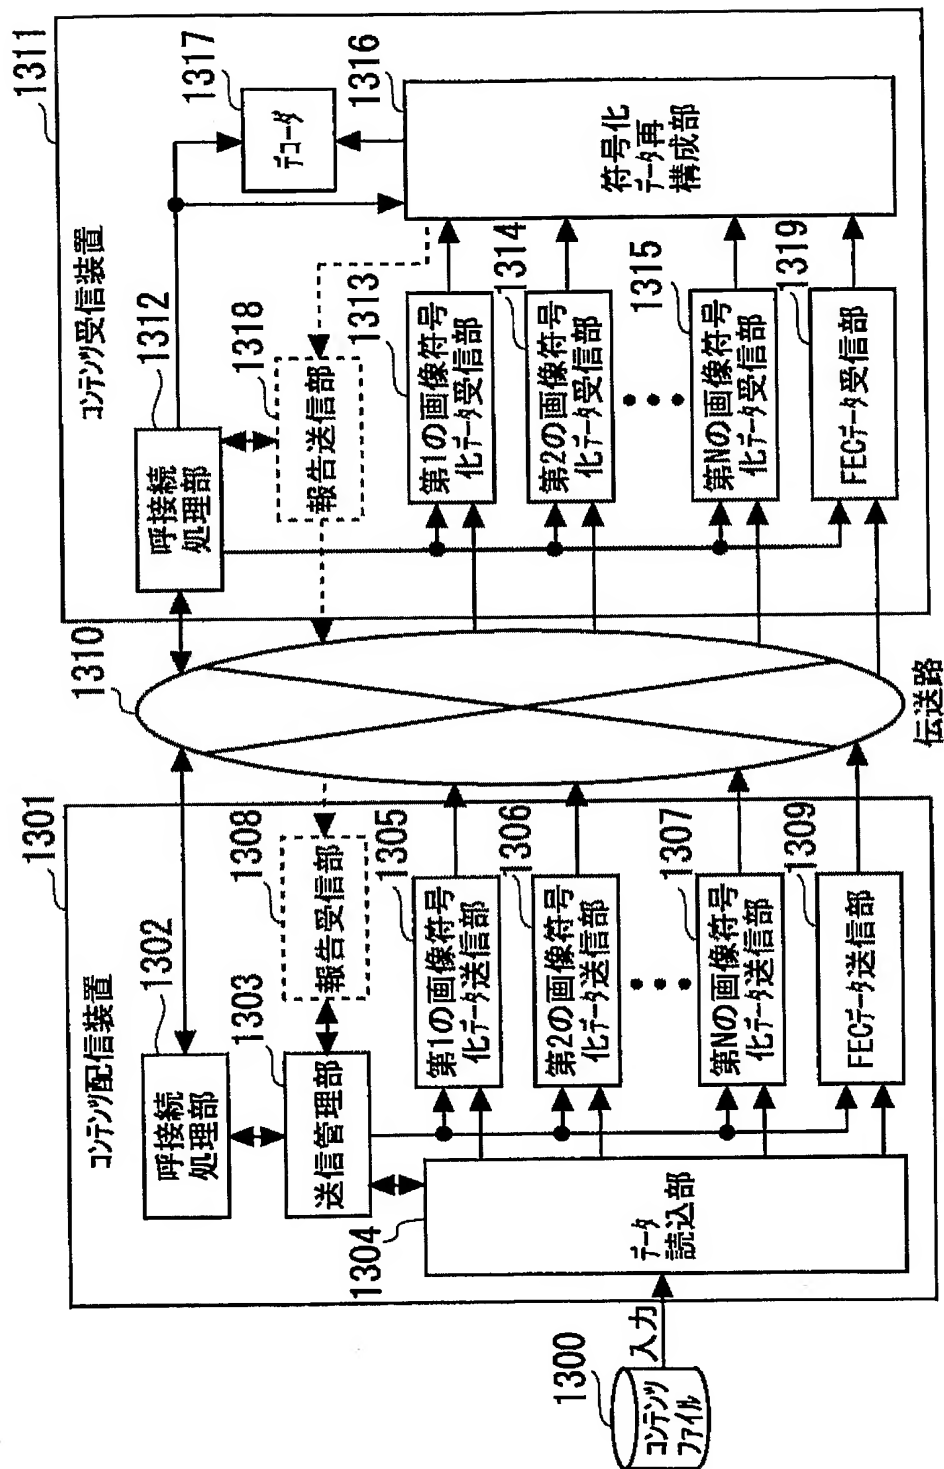 1300
コンテンツ
ファイル
入力
1301
コンテンツ配信装置
1302
呼接続
処理部
1303
送信管理部
1308
報告受信部
1304
データ
読込部
1305
第1の画像符号
化データ送信部
1306
第2の画像符号
化データ送信部
1307
第Nの画像符号
化データ送信部
1309
FECデータ送信部
1310
伝送路
1311
コンテンツ受信装置
1312
呼接続
処理部
1318
報告送信部
1313
第1の画像符号
化データ受信部
1314
第2の画像符号
化データ受信部
1315
第Nの画像符号
化データ受信部
1319
FECデータ受信部
1317
デコーダ
1316
符号化
データ再
構成部